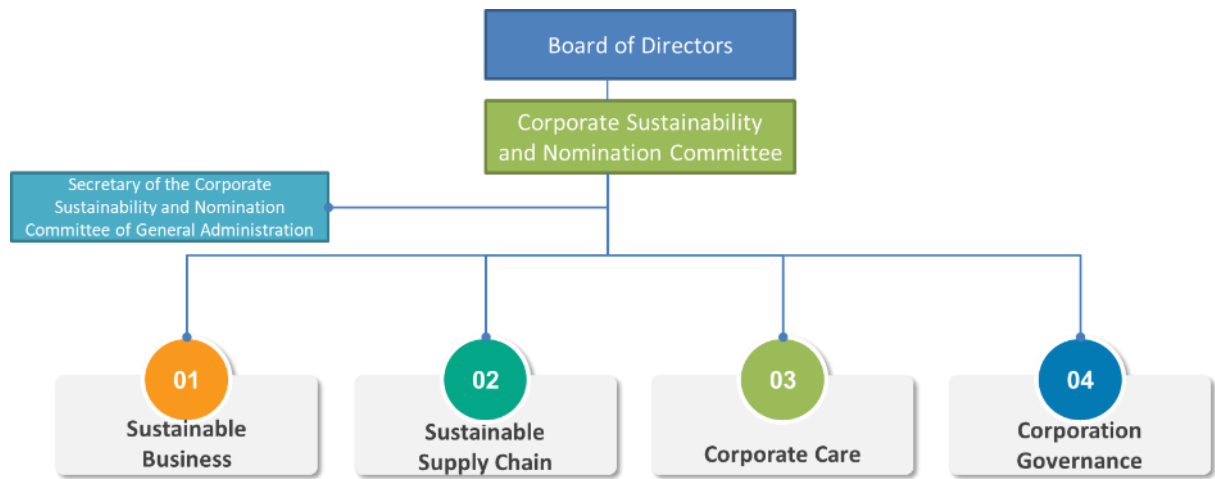 Board of Directors
Corporate Sustainability
and Nomination Committee
Secretary of the Corporate
Sustainability and Nomination
Committee of General Administration
01
Sustainable
Business
02
Sustainable
Supply Chain
03
Corporate Care
04
Corporation
Governance